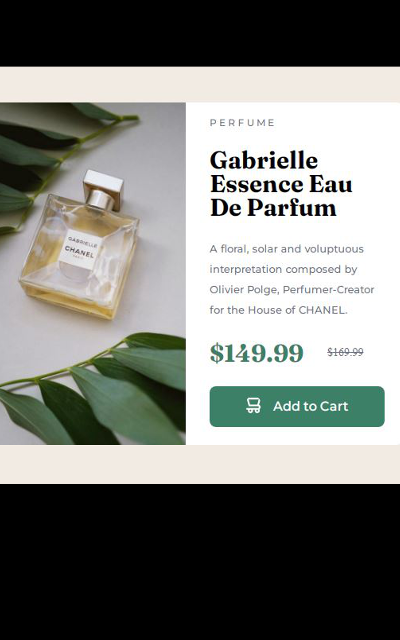 GABRIELLE
CHANEL
PARIS
PERFUME
Gabrielle
Essence Eau
De Parfum
A floral, solar and voluptuous
interpretation composed by
Olivier Polge, Perfumer-Creator
for the House of CHANEL.
$149.99 $169.99
Add to Cart